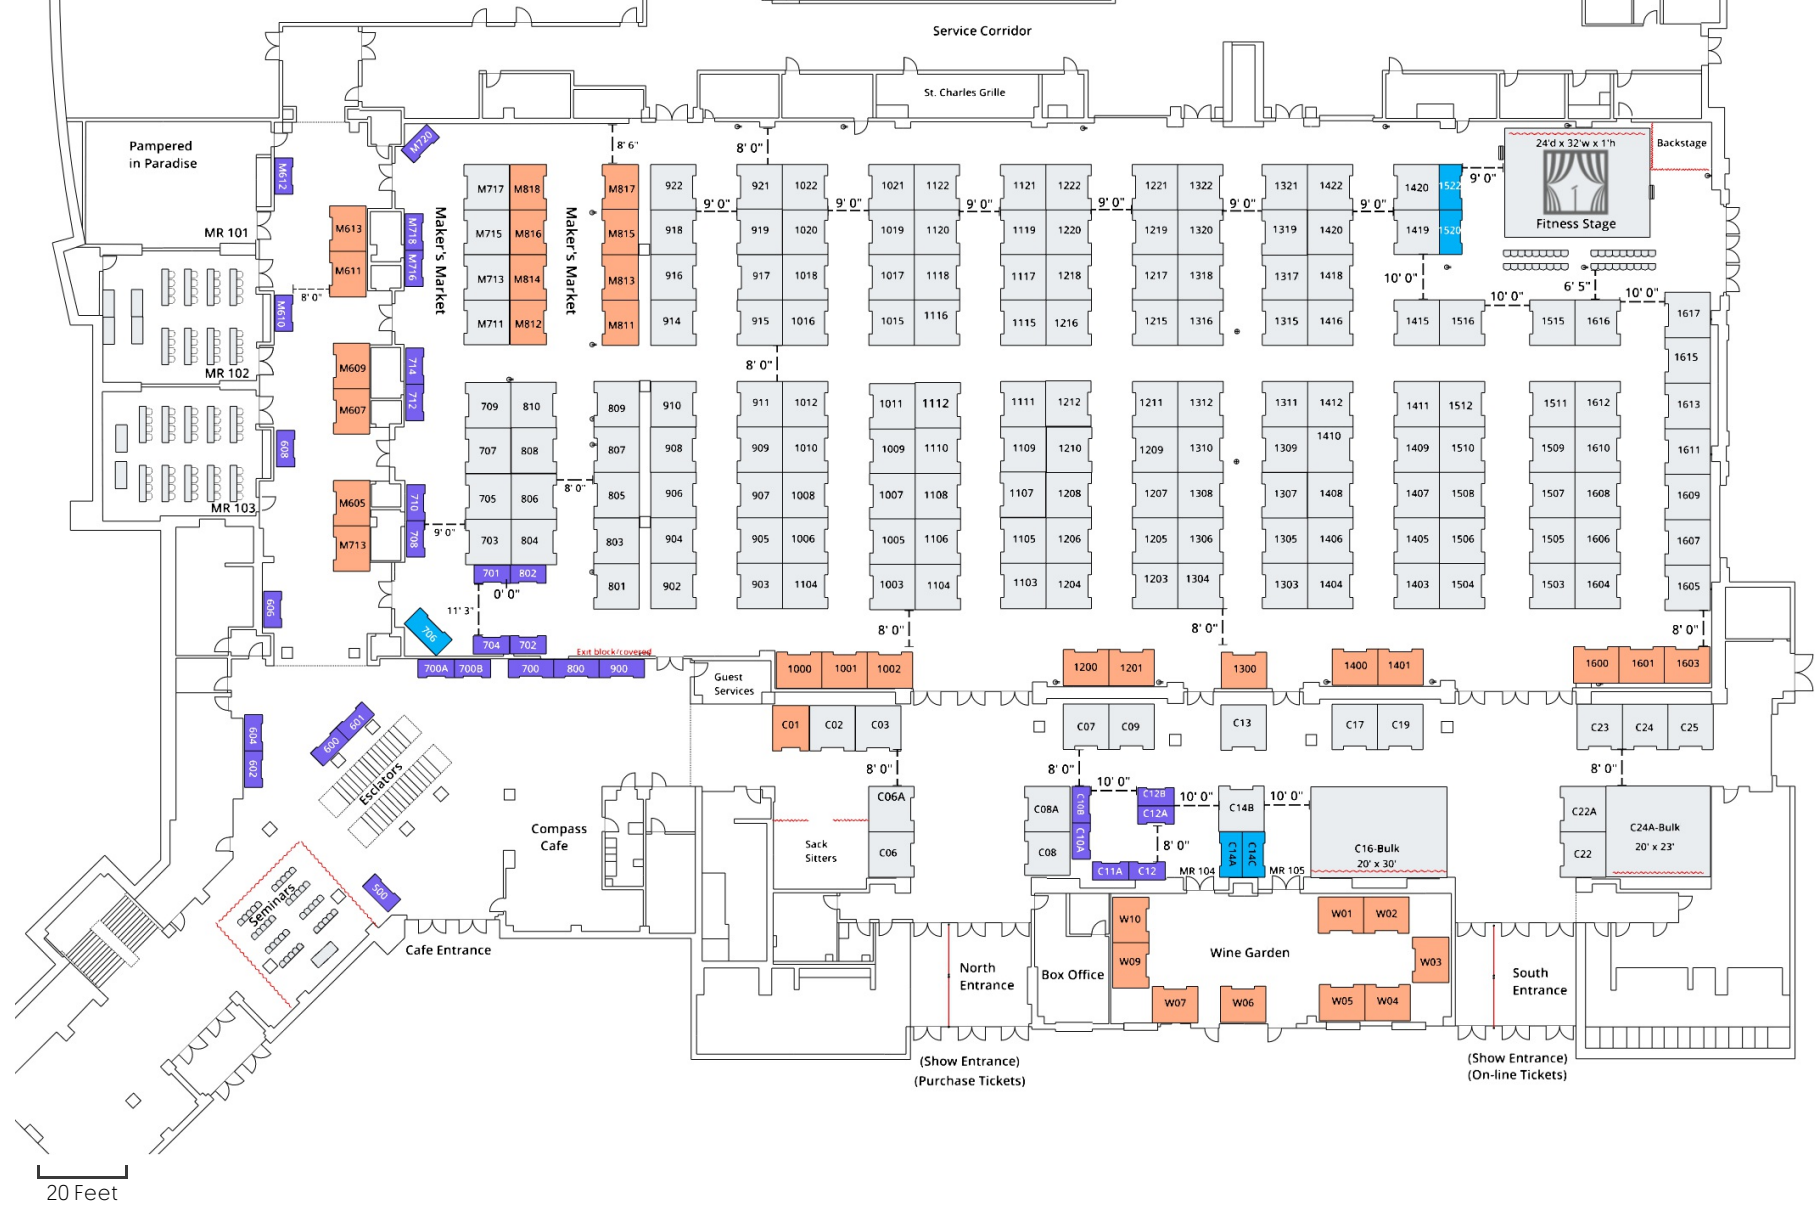 Service Corridor
St. Charles Grille
Pampered
in Paradise
MR 101
MR 102
MR 103
M612
M610
608
606
M613
M611
8' 0"
M609
M607
M605
M713
M720
M718
M716
714
712
710
708
9' 0"
Maker's Market
Maker's Market
8' 6"
8' 0"
M717 M818
M715 M816
M713 M814
M711 M812
M817
M815
M813
M811
922
918
916
914
9' 0"
921 1022
919 1020
917 1018
915 1016
9' 0"
1021 1122
1019 1120
1017 1118
1015 1116
9' 0"
1121 1222
1119 1220
1117 1218
1115 1216
9' 0"
1221 1322
1219 1320
1217 1318
1215 1316
9' 0"
1321 1422
1319 1420
1317 1418
1315 1416
9' 0"
1420 1522
1419 1520
9' 0"
24'd x 32'w x 1'h
Fitness Stage
Backstage
10' 0"
10' 0"
6' 5"
10' 0"
1415 1516
1515 1616
1617
1615
1613
1611
1609
1607
1605
8' 0"
709 810
707 808
705 806
703 804
701 802
0' 0"
11' 3"
8' 0"
809
807
805
803
801
910
908
906
904
902
911 1012
909 1010
907 1008
905 1006
903 1104
1011 1112
1009 1110
1007 1108
1005 1106
1003 1104
1111 1212
1109 1210
1107 1208
1105 1206
1103 1204
1211 1312
1209 1310
1207 1308
1205 1306
1203 1304
1311 1412
1309 1410
1307 1408
1305 1406
1303 1404
1411 1512
1409 1510
1407 1508
1405 1506
1403 1504
1511 1612
1509 1610
1507 1608
1505 1606
1503 1604
8' 0"
8' 0"
8' 0"
706
704 702
Exit block/covered
700A 700B
700 800 900
Guest
Services
1000 1001 1002
1200 1201
1300
1400 1401
1600 1601 1603
604
602
600 601
Esclators
C01 C02 C03
C07 C09
C13
C17 C19
C23 C24 C25
8' 0"
8' 0"
8' 0"
10' 0"
10' 0"
10' 0"
C06A
C06
Sack
Sitters
Compass
Cafe
C08A
C08
C10B
C10A
C12B
C12A
8' 0"
C11A C12
C14B
C14A C14C
MR 104
MR 105
C16-Bulk
20' x 30'
C22A
C22
C24A-Bulk
20' x 23'
Seminars
500
Cafe Entrance
North
Entrance
Box Office
W10
W09
W07
W06
W01 W02
W03
W05 W04
Wine Garden
South
Entrance
(Show Entrance)
(Purchase Tickets)
(Show Entrance)
(On-line Tickets)
20 Feet